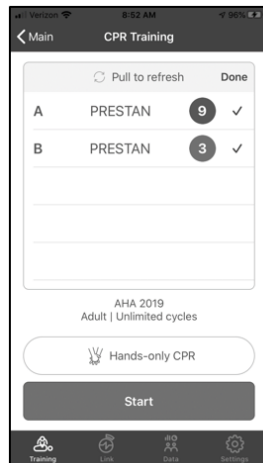 Verizon 8:52 AM 96%
Main CPR Training
Pull to refresh Done
A PRESTAN 9
B PRESTAN 3
AHA 2019
Adult | Unlimited cycles
Hands-only CPR
Start
Training Link Data Settings